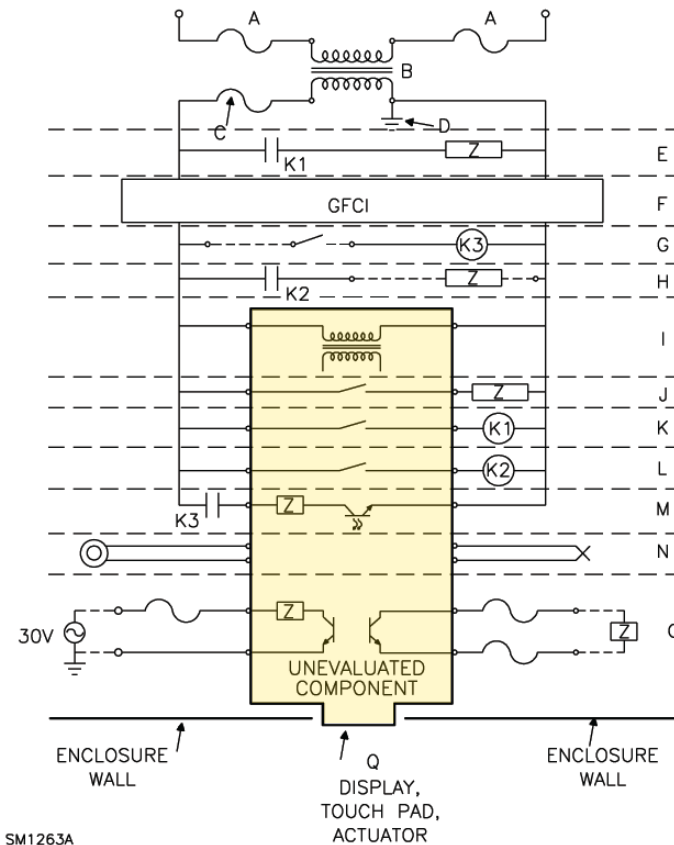 A A
B
C D
K1 Z E
GFCI F
K3 G
K2 Z H
I
Z J
K1 K
K2 L
K3 Z M
N
30V Z Z
UNEVALUATED
COMPONENT
ENCLOSURE
WALL
Q
DISPLAY,
TOUCH PAD,
ACTUATOR
ENCLOSURE
WALL
SM1263A